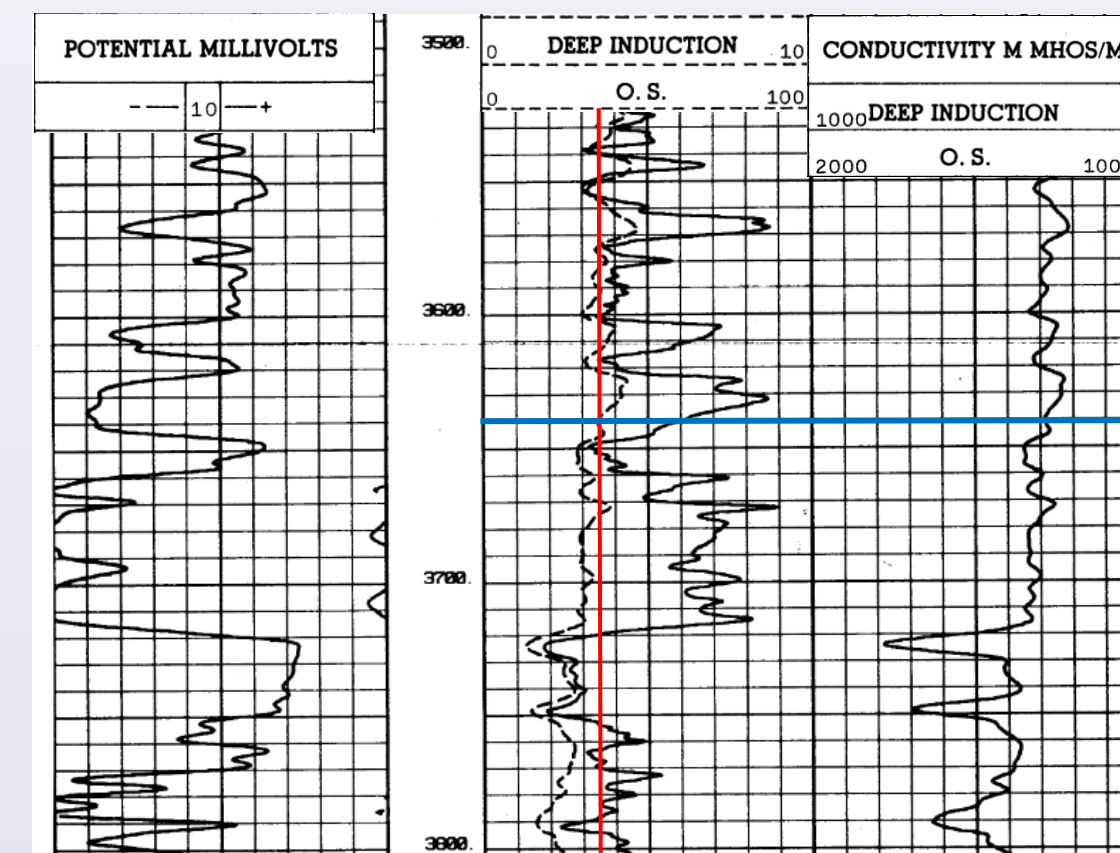 POTENTIAL MILLIVOLTS
- 10 +
3500.
0 DEEP INDUCTION 10
O. S.
0 100
CONDUCTIVITY M MHOS/M
1000 DEEP INDUCTION
O. S.
2000 100
3600.
3700.
3800.